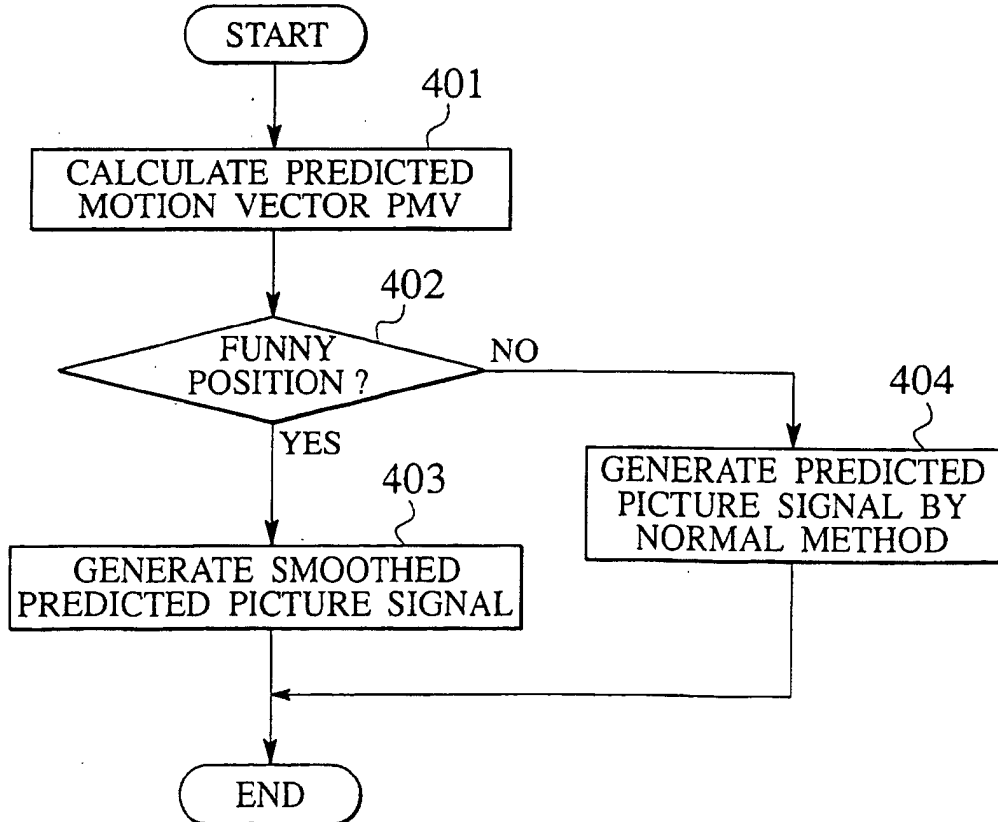 START
401
CALCULATE PREDICTED
MOTION VECTOR PMV
402
FUNNY
POSITION ?
NO
YES
404
GENERATE PREDICTED
PICTURE SIGNAL BY
NORMAL METHOD
403
GENERATE SMOOTHED
PREDICTED PICTURE SIGNAL
END